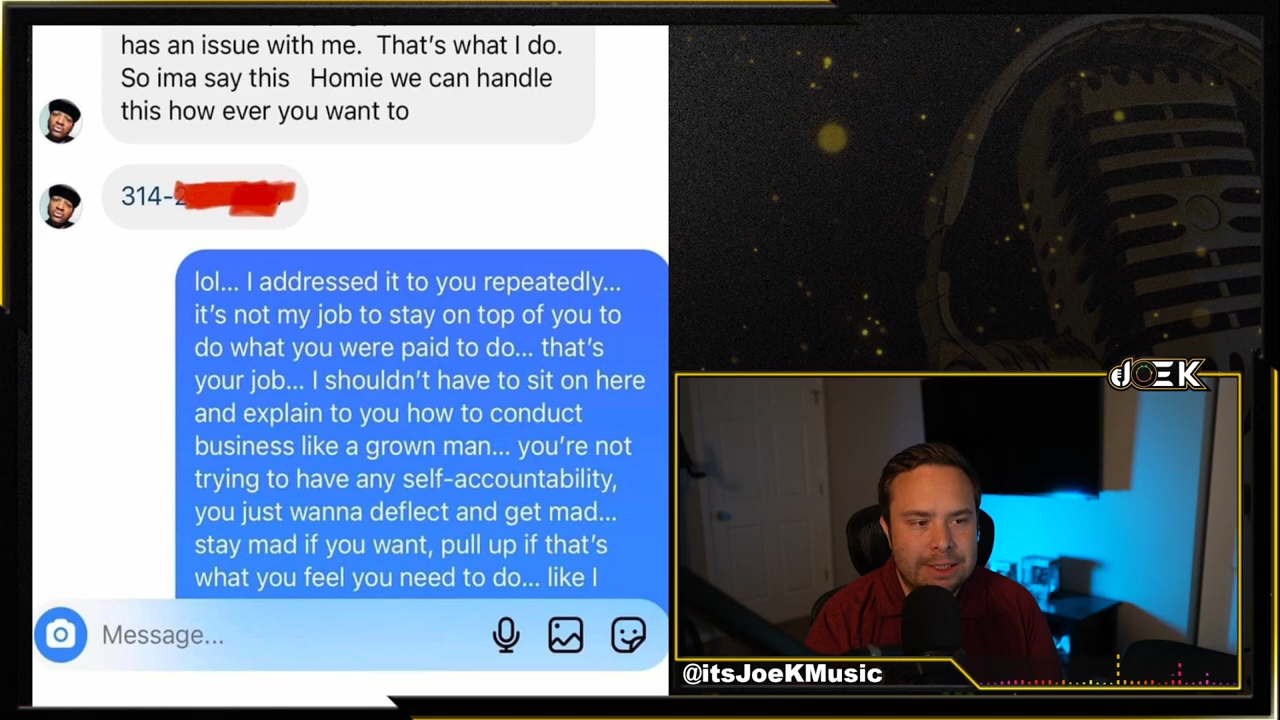 has an issue with me.  That's what I do.
So ima say this   Homie we can handle
this how ever you want to
314-2
lol... I addressed it to you repeatedly...
it's not my job to stay on top of you to
do what you were paid to do... that's
your job... I shouldn't have to sit on here
and explain to you how to conduct
business like a grown man... you're not
trying to have any self-accountability,
you just wanna deflect and get mad...
stay mad if you want, pull up if that's
what you feel you need to do... like I
Message...
JOEK
@itsJoeKMusic